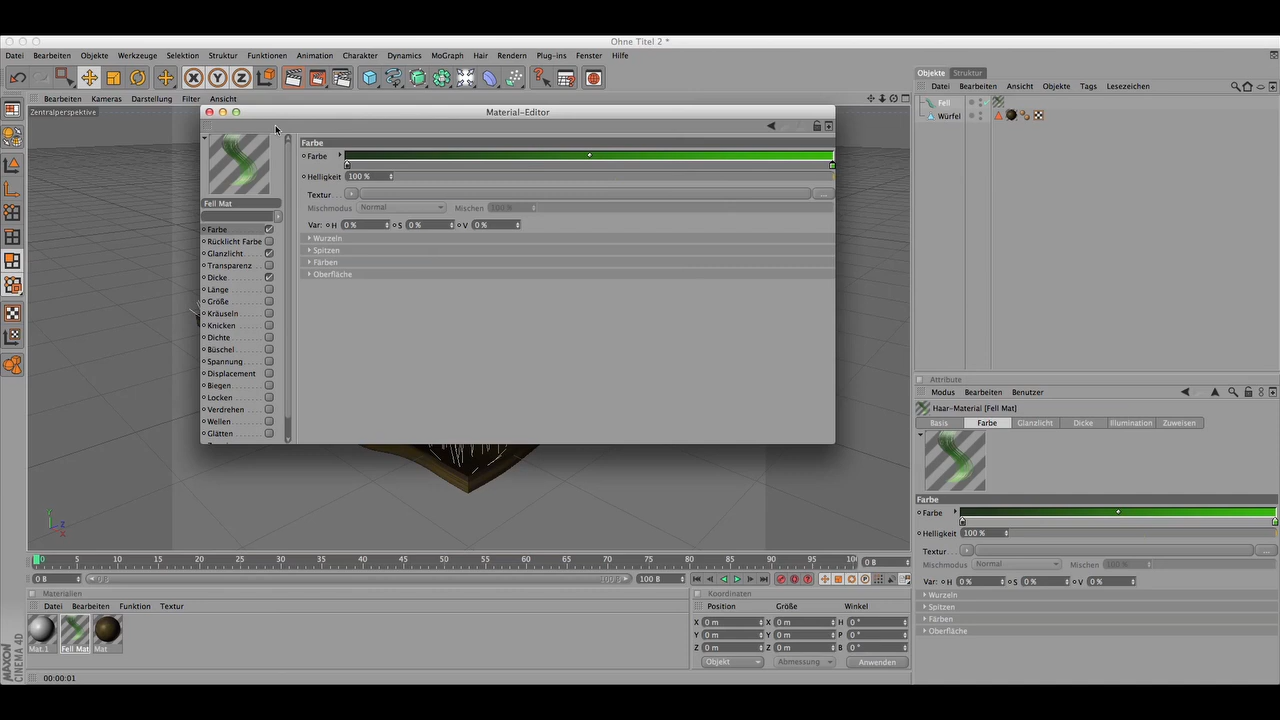 Ohne Titel 2 *
Datei Bearbeiten Objekte Werkzeuge Selektion Struktur Funktionen Animation Charakter Dynamics MoGraph Hair Rendern Plug-ins Fenster Hilfe
X Y Z
Bearbeiten Kameras Darstellung Filter Ansicht
Zentralperspektive
Material-Editor
Fell Mat
Farbe
Rücklicht Farbe
Glanzlicht
Transparenz
Dicke
Länge
Größe
Kräuseln
Knicken
Dichte
Büschel
Spannung
Displacement
Biegen
Locken
Verdrehen
Wellen
Glätten
Farbe
Farbe
Helligkeit 100 %
Textur ...
Mischmodus Normal Mischen 100 %
Var: H 0 % S 0 % V 0 %
Wurzeln
Spitzen
Färben
Oberfläche
Y Z X
0 5 10 15 20 25 30 35 40 45 50 55 60 65 70 75 80 85 90 95 100 0 B
0 B 0 B 100 B 100 B
Materialien
Datei Bearbeiten Funktion Textur
Mat.1 Fell Mat Mat
Koordinaten
Position Größe Winkel
X 0 m X 0 m H 0 °
Y 0 m Y 0 m P 0 °
Z 0 m Z 0 m B 0 °
Objekt Abmessung Anwenden
MAXON CINEMA 4D
00:00:01
Objekte Struktur
Datei Bearbeiten Ansicht Objekte Tags Lesezeichen
Fell
Würfel
Attribute
Modus Bearbeiten Benutzer
Haar-Material [Fell Mat]
Basis Farbe Glanzlicht Dicke Illumination Zuweisen
Farbe
Farbe
Helligkeit 100 %
Textur ...
Mischmodus Normal Mischen 100 %
Var: H 0 % S 0 % V 0 %
Wurzeln
Spitzen
Färben
Oberfläche